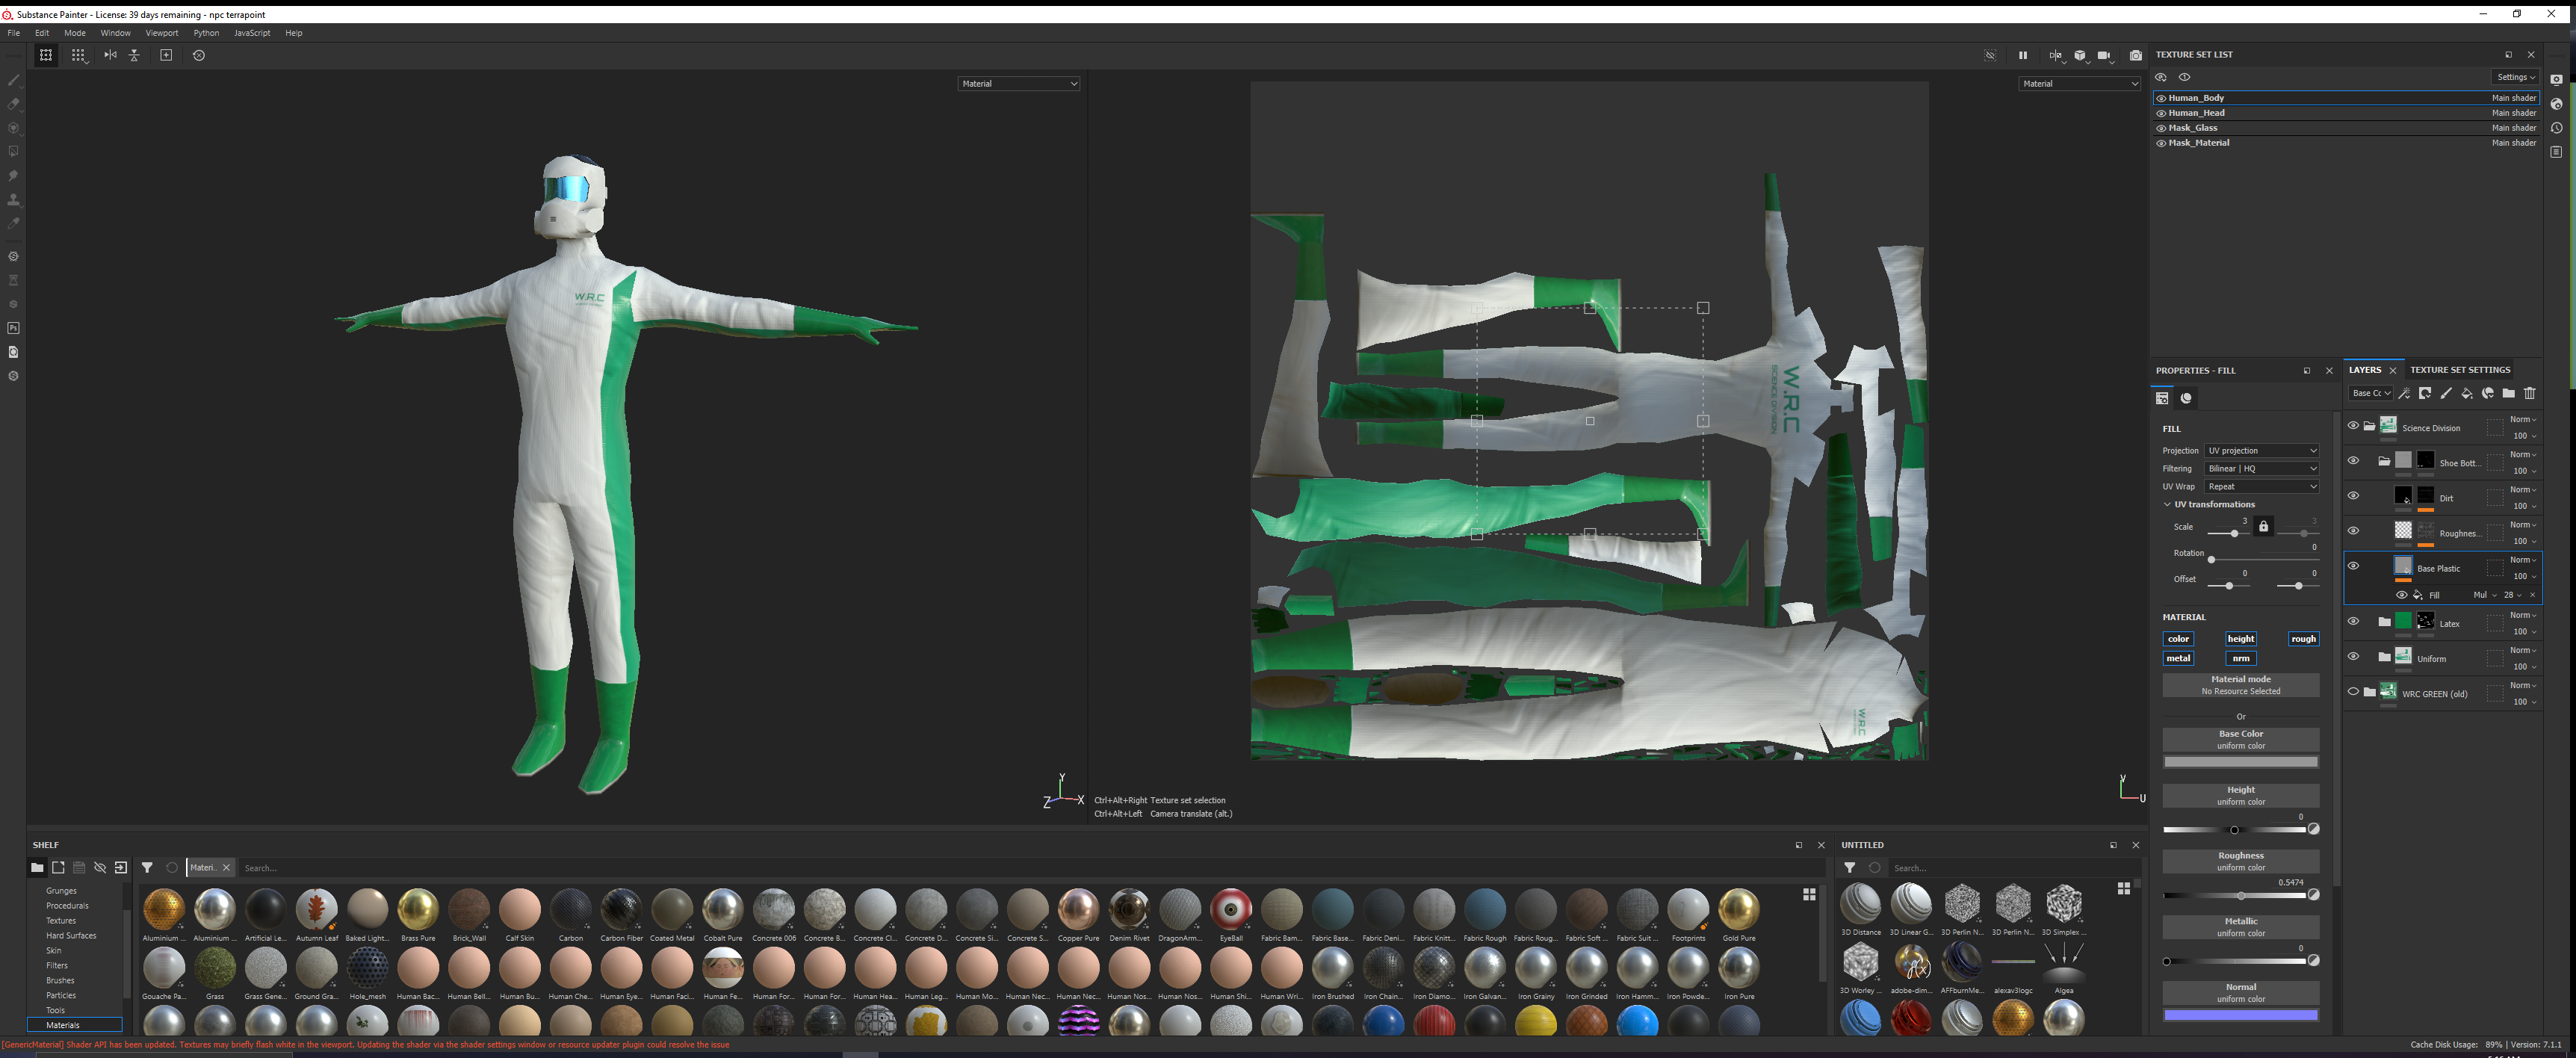 Substance Painter - License: 39 days remaining - npc terrapoint
File Edit Mode Window Viewport Python JavaScript Help
Material
Material
W.R.C
W.R.C
SCIENCE DIVISION
W.R.C
Ctrl+Alt+Right Texture set selection
Ctrl+Alt+Left Camera translate (alt.)
Y
Z X
V
U
TEXTURE SET LIST
Settings
Human_Body Main shader
Human_Head Main shader
Mask_Glass Main shader
Mask_Material Main shader
PROPERTIES - FILL
FILL
Projection UV projection
Filtering Bilinear | HQ
UV Wrap Repeat
UV transformations
Scale 3 3
Rotation 0
Offset 0 0
MATERIAL
color height rough
metal nrm
Material mode
No Resource Selected
Or
Base Color
uniform color
Height
uniform color
0
Roughness
uniform color
0.5474
Metallic
uniform color
0
Normal
uniform color
LAYERS TEXTURE SET SETTINGS
Base Cc
Science Division Norm 100
Shoe Bott... Norm 100
Dirt Norm 100
Roughnes... Norm 100
Base Plastic Norm 100
Fill Mul 28
Latex Norm 100
Uniform Norm 100
WRC GREEN (old) Norm 100
SHELF
Materi..
Search...
Grunges
Procedurals
Textures
Hard Surfaces
Skin
Filters
Brushes
Particles
Tools
Materials
Aluminium ... Aluminium ... Artificial Le... Autumn Leaf Baked Light... Brass Pure Brick_Wall Calf Skin Carbon Carbon Fiber Coated Metal Cobalt Pure Concrete 006 Concrete B... Concrete Cl... Concrete D... Concrete Si... Concrete S... Copper Pure Denim Rivet DragonArm... EyeBall Fabric Bam... Fabric Base... Fabric Deni... Fabric Knitt... Fabric Rough Fabric Roug... Fabric Soft ... Fabric Suit ... Footprints Gold Pure
Gouache Pa... Grass Grass Gene... Ground Gra... Hole_mesh Human Bac... Human Bell... Human Bu... Human Che... Human Eye... Human Faci... Human Fe... Human For... Human For... Human Hea... Human Leg... Human Mo... Human Nec... Human Nec... Human Nos... Human Nos... Human Shi... Human Wri... Iron Brushed Iron Chain... Iron Diamo... Iron Galvan... Iron Grainy Iron Grinded Iron Hamm... Iron Powde... Iron Pure
UNTITLED
Search...
3D Distance 3D Linear G... 3D Perlin N... 3D Perlin N... 3D Simplex ...
3D Worley ... adobe-dim... AFFburnMe... alexav3logc Algea
[GenericMaterial] Shader API has been updated. Textures may briefly flash white in the viewport. Updating the shader via the shader settings window or resource updater plugin could resolve the issue
Cache Disk Usage: 89% | Version: 7.1.1